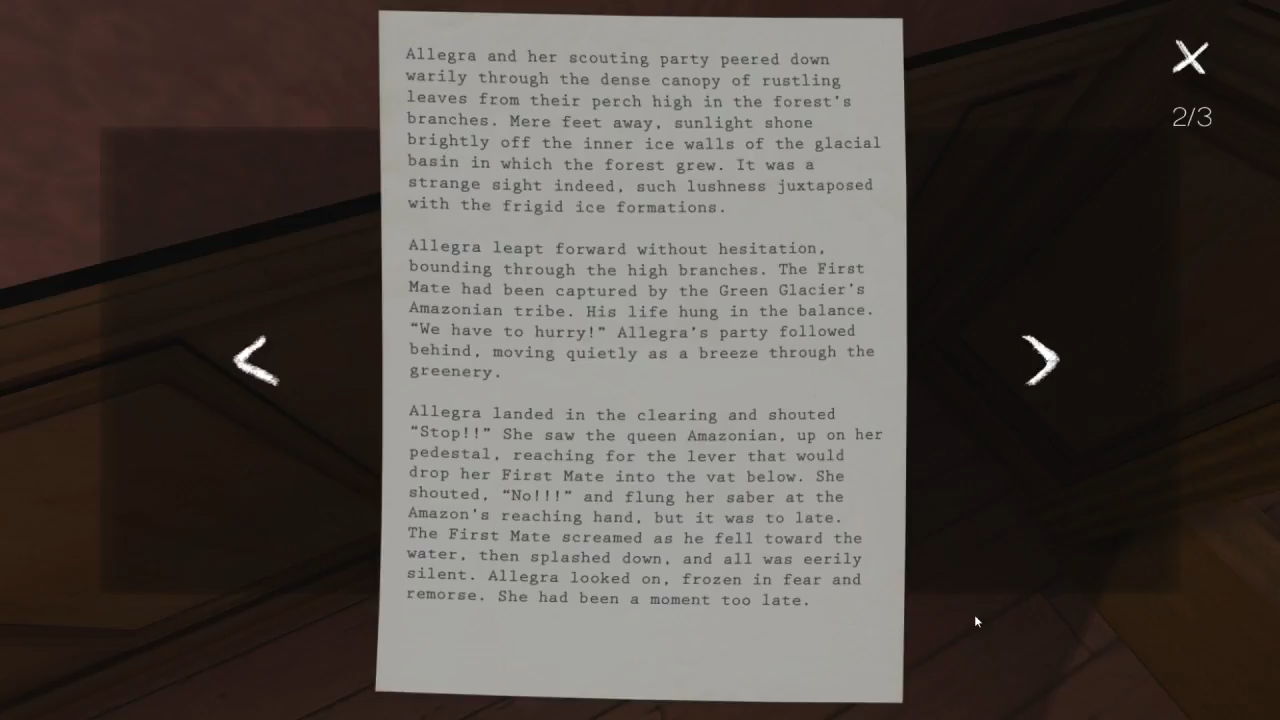 Allegra and her scouting party peered down
warily through the dense canopy of rustling
leaves from their perch high in the forest's
branches. Mere feet away, sunlight shone
brightly off the inner ice walls of the glacial
basin in which the forest grew. It was a
strange sight indeed, such lushness juxtaposed
with the frigid ice formations.
Allegra leapt forward without hesitation,
bounding through the high branches. The First
Mate had been captured by the Green Glacier's
Amazonian tribe. His life hung in the balance.
“We have to hurry!” Allegra's party followed
behind, moving quietly as a breeze through the
greenery.
Allegra landed in the clearing and shouted
“Stop!!” She saw the queen Amazonian, up on her
pedestal, reaching for the lever that would
drop her First Mate into the vat below. She
shouted, “No!!!” and flung her saber at the
Amazon's reaching hand, but it was to late.
The First Mate screamed as he fell toward the
water, then splashed down, and all was eerily
silent. Allegra looked on, frozen in fear and
remorse. She had been a moment too late.
2/3